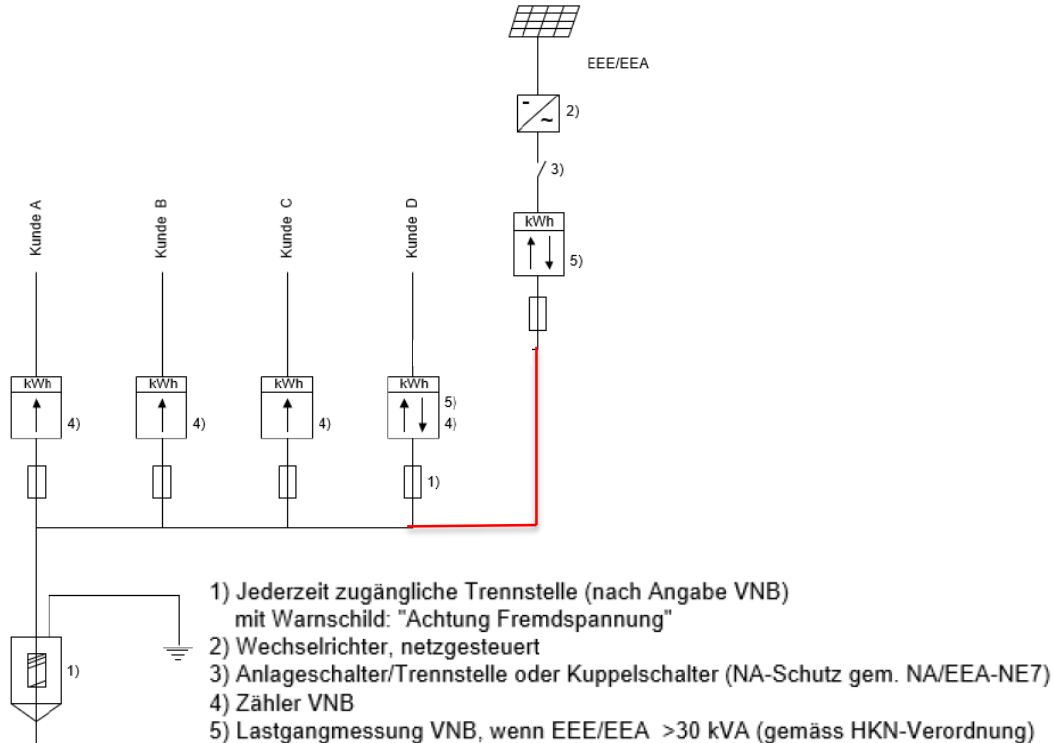 EEE/EEA
2)
3)
kWh
5)
Kunde A
Kunde B
Kunde C
Kunde D
kWh
4)
kWh
4)
kWh
4)
kWh
5)
4)
1)
1)
1) Jederzeit zugängliche Trennstelle (nach Angabe VNB)
mit Warnschild: "Achtung Fremdspannung"
2) Wechselrichter, netzgesteuert
3) Anlageschalter/Trennstelle oder Kuppelschalter (NA-Schutz gem. NA/EEA-NE7)
4) Zähler VNB
5) Lastgangmessung VNB, wenn EEE/EEA >30 kVA (gemäss HKN-Verordnung)